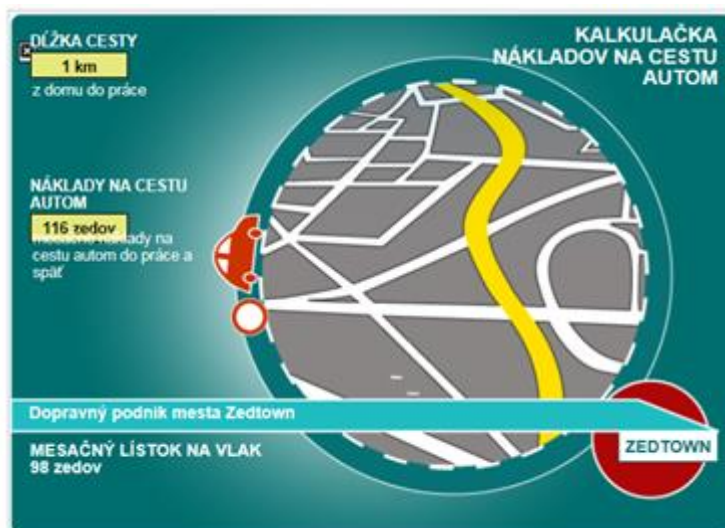 DĹŽKA CESTY
1 km
z domu do práce
KALKULAČKA
NÁKLADOV NA CESTU
AUTOM
NÁKLADY NA CESTU
AUTOM
116 zedov
náklady na
cestu autom do práce a
späť
Dopravný podnik mesta Zedtown
MESAČNÝ LÍSTOK NA VLAK
98 zedov
ZEDTOWN